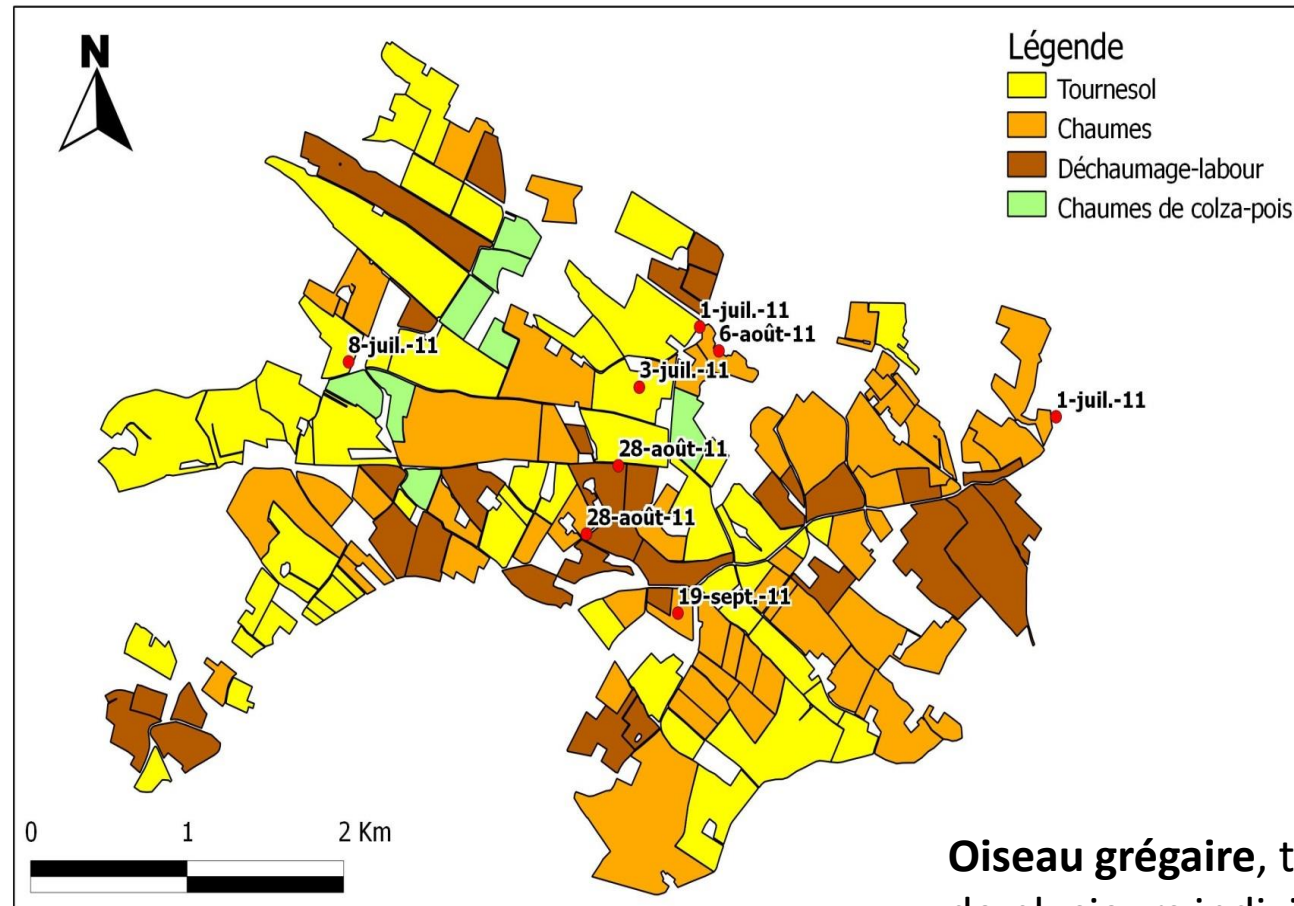 N
Légende
Tournesol
Chaumes
Déchaumage-labour
Chaumes de colza-pois
1-juil.-11
6-août-11
8-juil.-11
3-juil.-11
1-juil.-11
28-août-11
28-août-11
19-sept.-11
0 1 2 Km
Oiseau grégaire, t